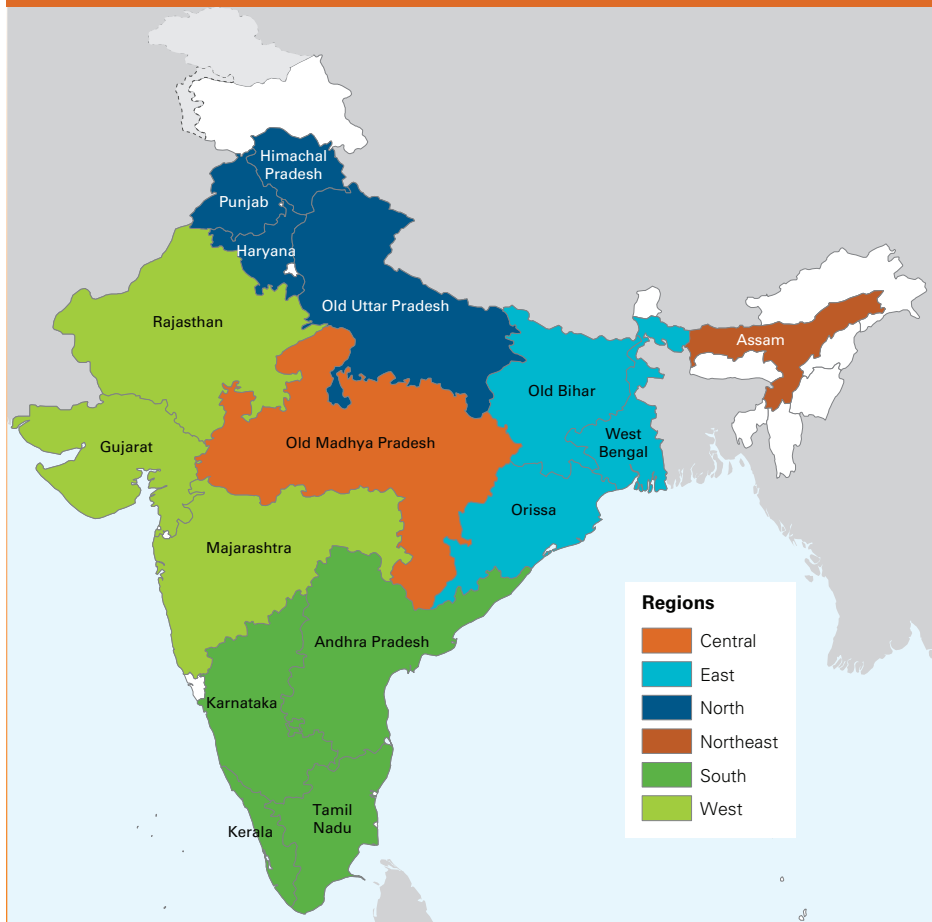 Himachal
Pradesh
Punjab
Haryana
Old Uttar Pradesh
Rajasthan
Assam
Old Bihar
West
Bengal
Old Madhya Pradesh
Gujarat
Orissa
Majarashtra
Regions
Central
East
North
Northeast
South
West
Andhra Pradesh
Karnataka
Tamil
Nadu
Kerala